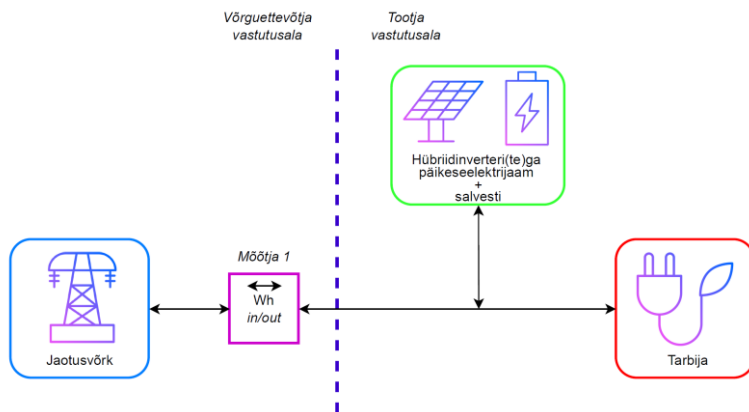 Võrguettevõtja
vastutusala
Tootja
vastutusala
Hübriidinverteri(te)ga
päikeseelektrijaam
+
salvesti
Mõõtja 1
Wh
in/out
Jaotusvõrk
Tarbija